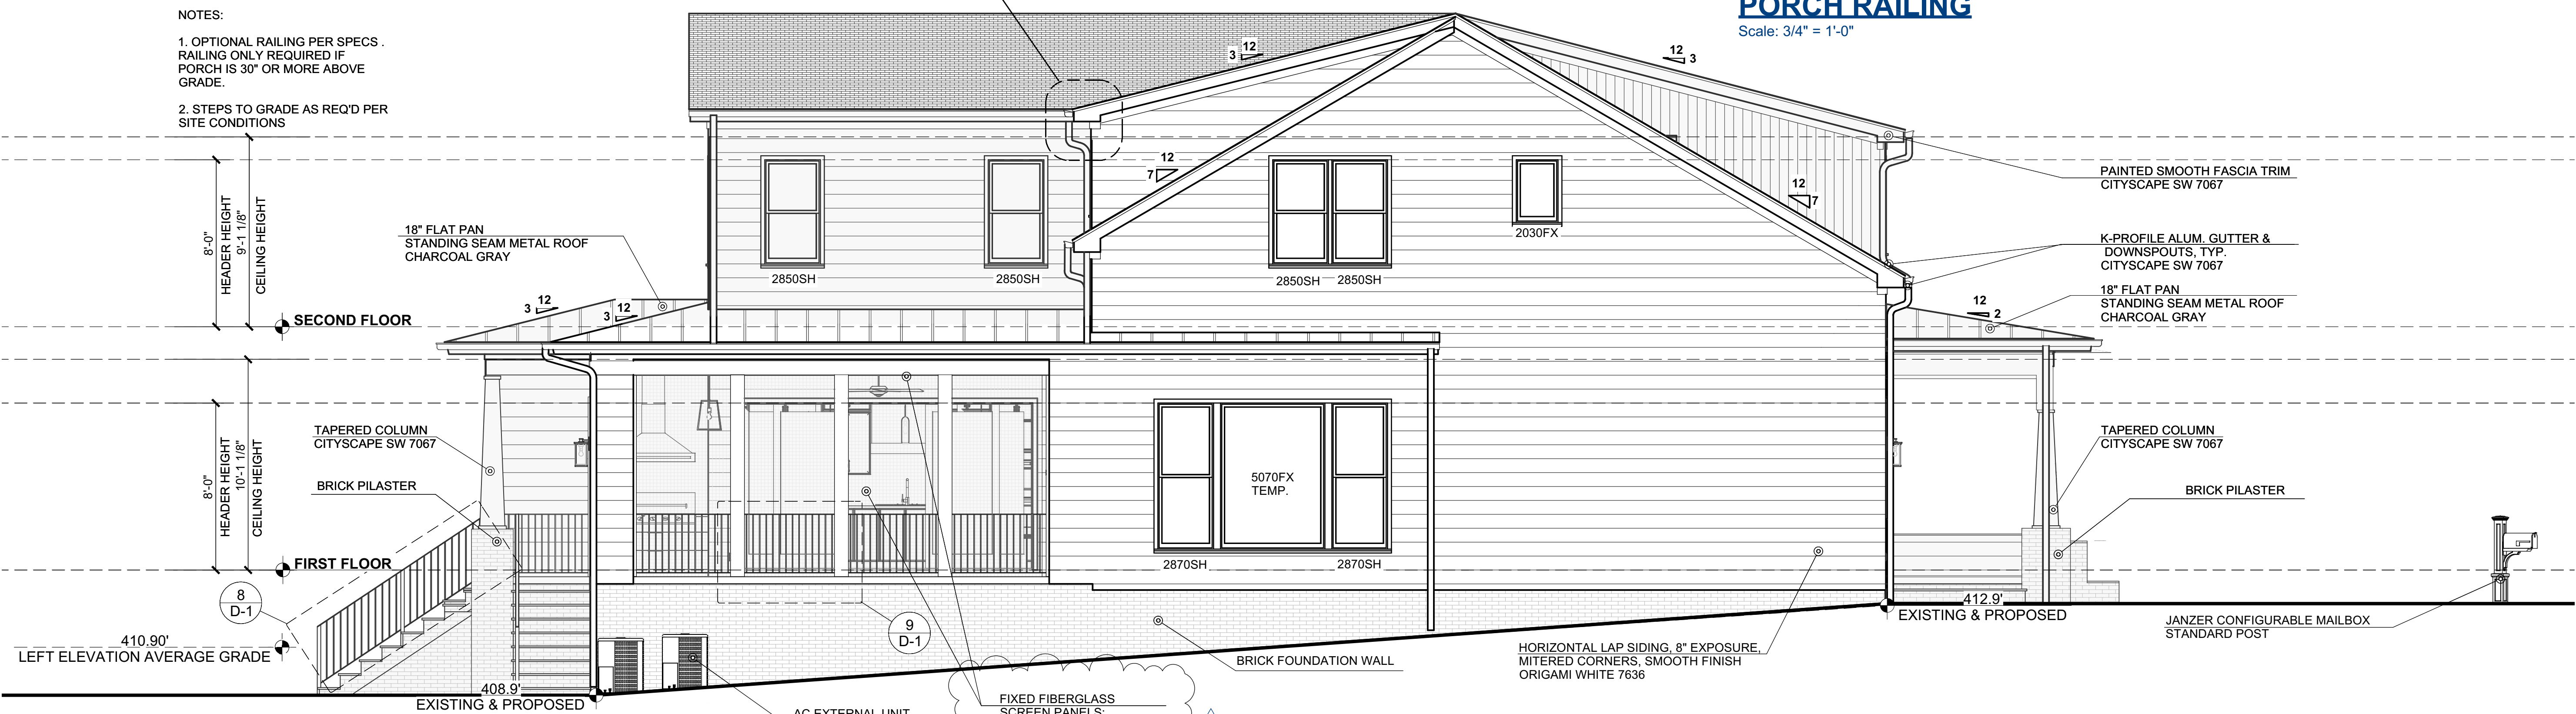 NOTES:
1. OPTIONAL RAILING PER SPECS .
RAILING ONLY REQUIRED IF
PORCH IS 30" OR MORE ABOVE
GRADE.
2. STEPS TO GRADE AS REQ'D PER
SITE CONDITIONS
PORCH RAILING
Scale: 3/4" = 1'-0"
12
3
12
3
12
7
12
7
PAINTED SMOOTH FASCIA TRIM
CITYSCAPE SW 7067
K-PROFILE ALUM. GUTTER &
DOWNSPOUTS, TYP.
CITYSCAPE SW 7067
18" FLAT PAN
STANDING SEAM METAL ROOF
CHARCOAL GRAY
12
2
8'-0"
HEADER HEIGHT
9'-1 1/8"
CEILING HEIGHT
18" FLAT PAN
STANDING SEAM METAL ROOF
CHARCOAL GRAY
2850SH
2850SH
2850SH
2850SH
2030FX
12
3
12
3
SECOND FLOOR
8'-0"
HEADER HEIGHT
10'-1 1/8"
CEILING HEIGHT
TAPERED COLUMN
CITYSCAPE SW 7067
BRICK PILASTER
TAPERED COLUMN
CITYSCAPE SW 7067
BRICK PILASTER
5070FX
TEMP.
2870SH
2870SH
FIRST FLOOR
8
D-1
9
D-1
410.90'
LEFT ELEVATION AVERAGE GRADE
408.9'
EXISTING & PROPOSED
412.9'
EXISTING & PROPOSED
JANZER CONFIGURABLE MAILBOX
STANDARD POST
HORIZONTAL LAP SIDING, 8" EXPOSURE,
MITERED CORNERS, SMOOTH FINISH
ORIGAMI WHITE 7636
BRICK FOUNDATION WALL
FIXED FIBERGLASS
SCREEN PANELS:
AC EXTERNAL UNIT